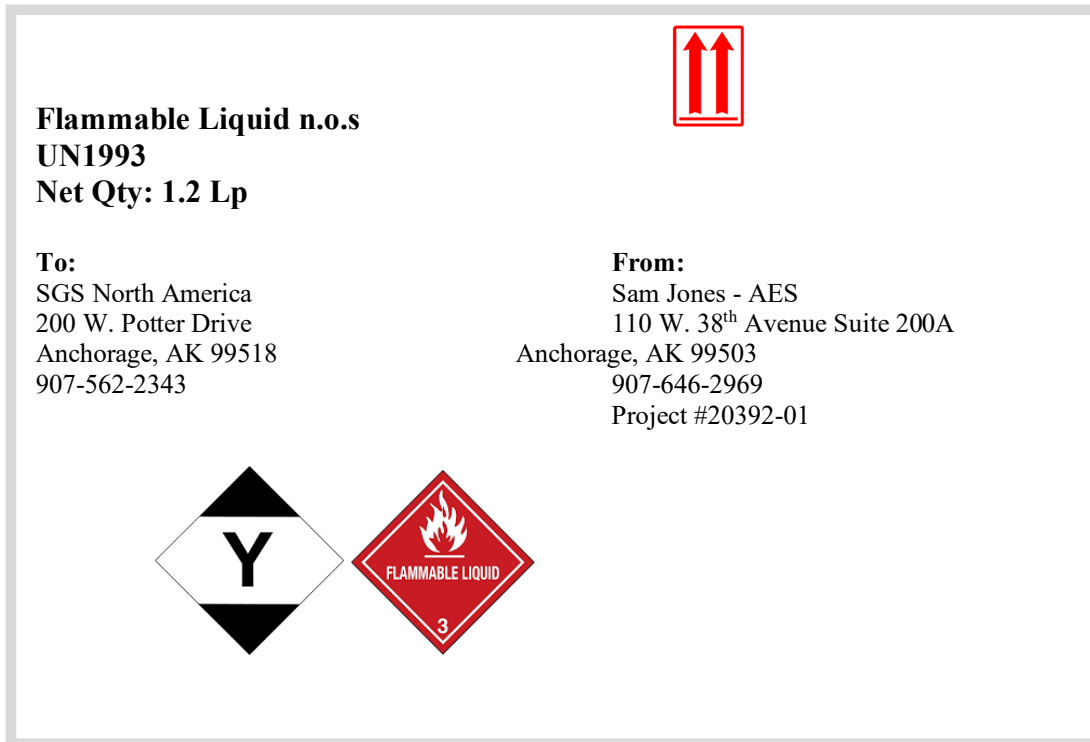 Flammable Liquid n.o.s
UN1993
Net Qty: 1.2 Lp
To:
SGS North America
200 W. Potter Drive
Anchorage, AK 99518
907-562-2343
From:
Sam Jones - AES
110 W. 38th Avenue Suite 200A
Anchorage, AK 99503
907-646-2969
Project #20392-01
Y
FLAMMABLE LIQUID
3